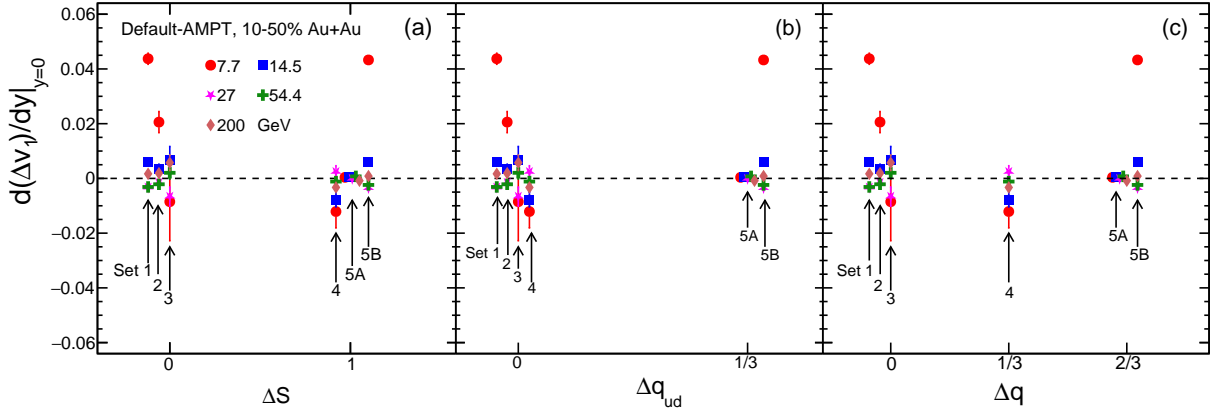 Default-AMPT, 10-50% Au+Au
(a)
7.7
14.5
27
54.4
200
GeV
(b)
(c)
d(Δv₁)/dy|y=0
0.06
0.04
0.02
0
−0.02
−0.04
−0.06
Set 1
2
3
4
5A
5B
Set 1
2
3
4
5A
5B
Set 1
2
3
4
5A
5B
0
1
0
1/3
0
1/3
2/3
ΔS
Δq_ud
Δq